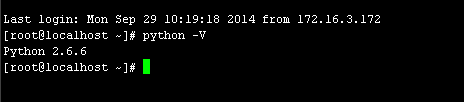 Last login: Mon Sep 29 10:19:18 2014 from 172.16.3.172
[root@localhost ~]# python -V
Python 2.6.6
[root@localhost ~]#